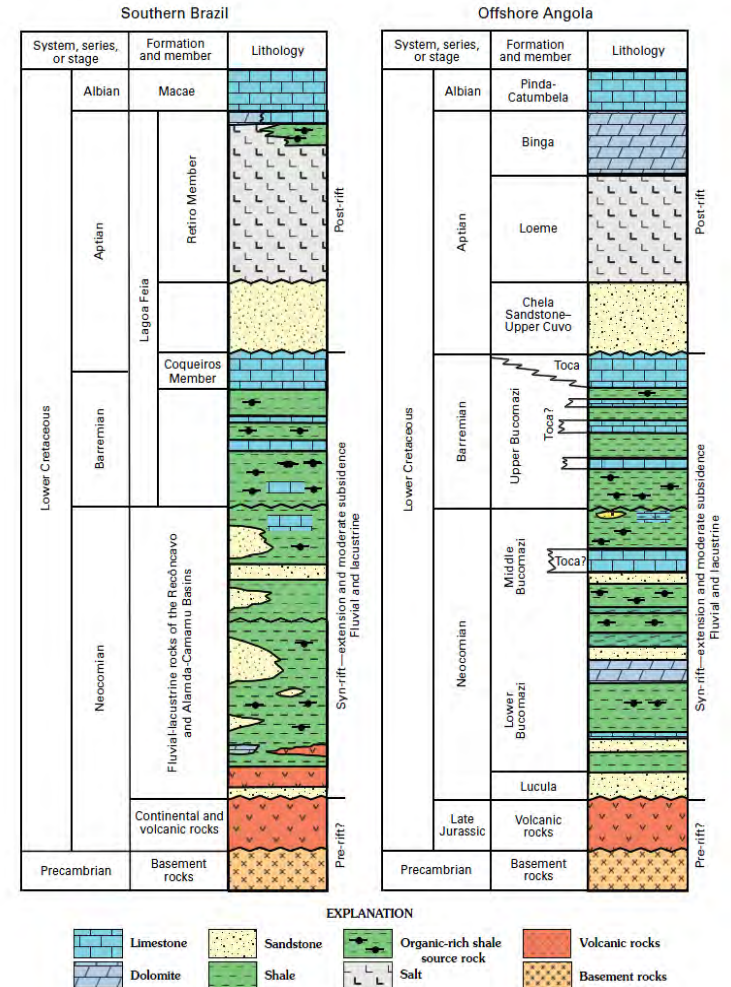 Southern Brazil
System, series,
or stage
Formation
and member
Lithology
Lower Cretaceous
Albian
Macae
Aptian
Lagoa Feia
Retiro Member
Coqueiros
Member
Barremian
Neocomian
Fluvial-lacustrine rocks of the Recôncavo
and Alamda-Camamu Basins
Continental and
volcanic rocks
Precambrian
Basement
rocks
Post-rift
Syn-rift—extension and moderate subsidence
Fluvial and lacustrine
Pre-rift?
Offshore Angola
System, series,
or stage
Formation
and member
Lithology
Lower Cretaceous
Albian
Pinda-
Catumbela
Aptian
Binga
Loeme
Chela
Sandstone–
Upper Cuvo
Barremian
Toca
Upper Bucomazi
Toca?
Neocomian
Middle
Bucomazi
Toca?
Lower
Bucomazi
Lucula
Late
Jurassic
Volcanic
rocks
Precambrian
Basement
rocks
Post-rift
Syn-rift—extension and moderate subsidence
Fluvial and lacustrine
Pre-rift?
EXPLANATION
Limestone
Sandstone
Organic-rich shale
source rock
Volcanic rocks
Dolomite
Shale
Salt
Basement rocks